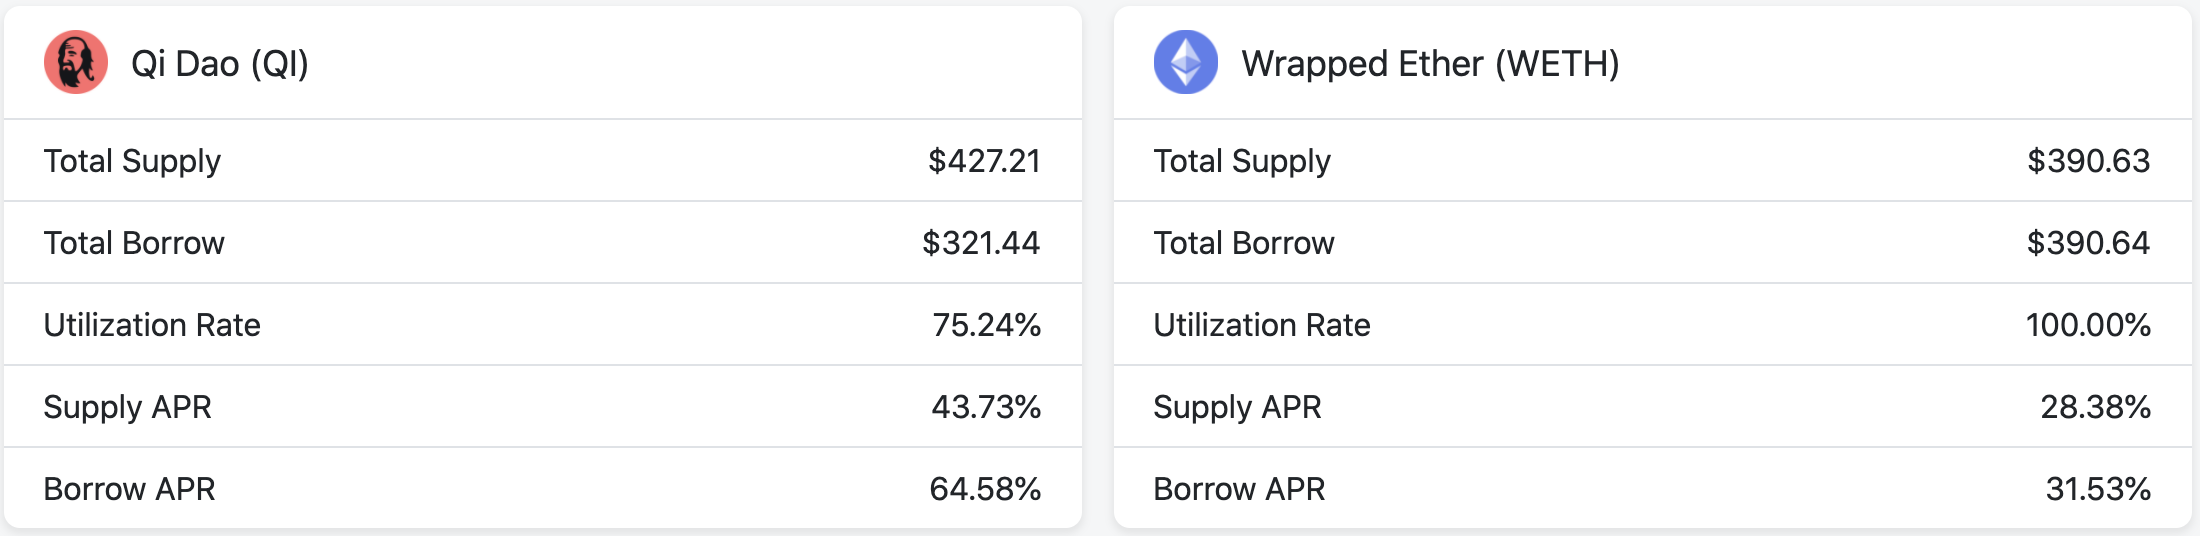 Qi Dao (QI)
Total Supply $427.21
Total Borrow $321.44
Utilization Rate 75.24%
Supply APR 43.73%
Borrow APR 64.58%
Wrapped Ether (WETH)
Total Supply $390.63
Total Borrow $390.64
Utilization Rate 100.00%
Supply APR 28.38%
Borrow APR 31.53%